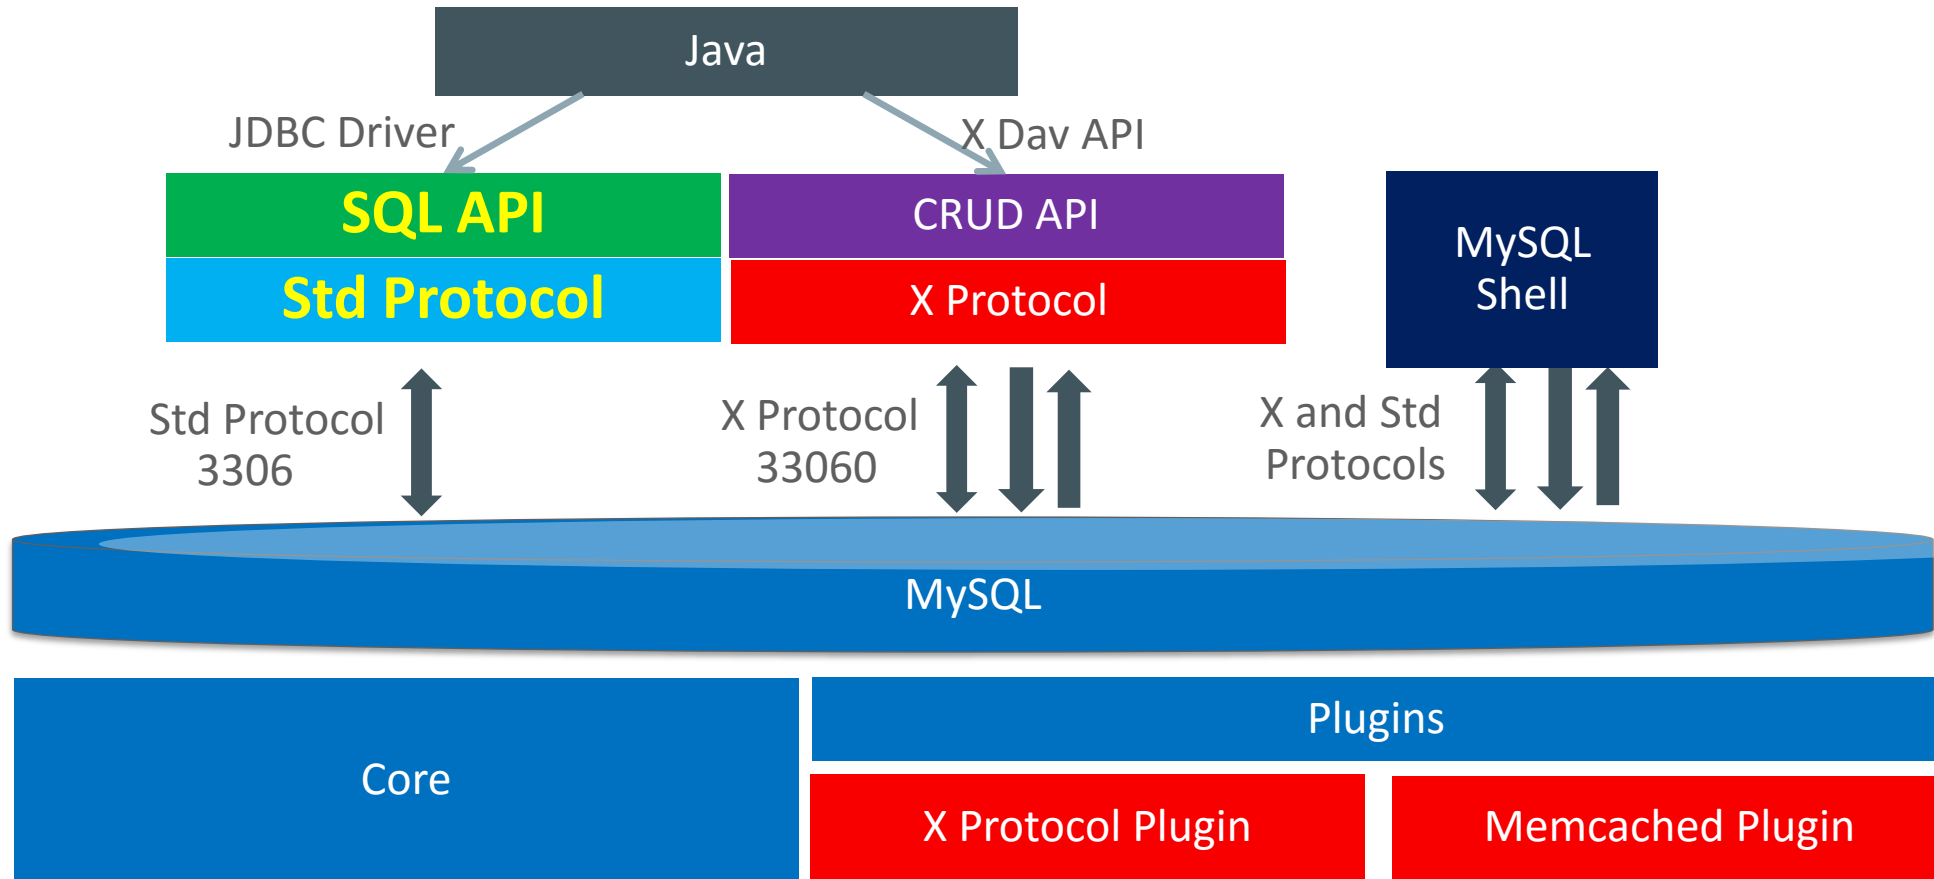 Java
JDBC Driver
X Dav API
SQL API
CRUD API
Std Protocol
X Protocol
MySQL
Shell
Std Protocol
3306
X Protocol
33060
X and Std
Protocols
MySQL
Core
Plugins
X Protocol Plugin
Memcached Plugin